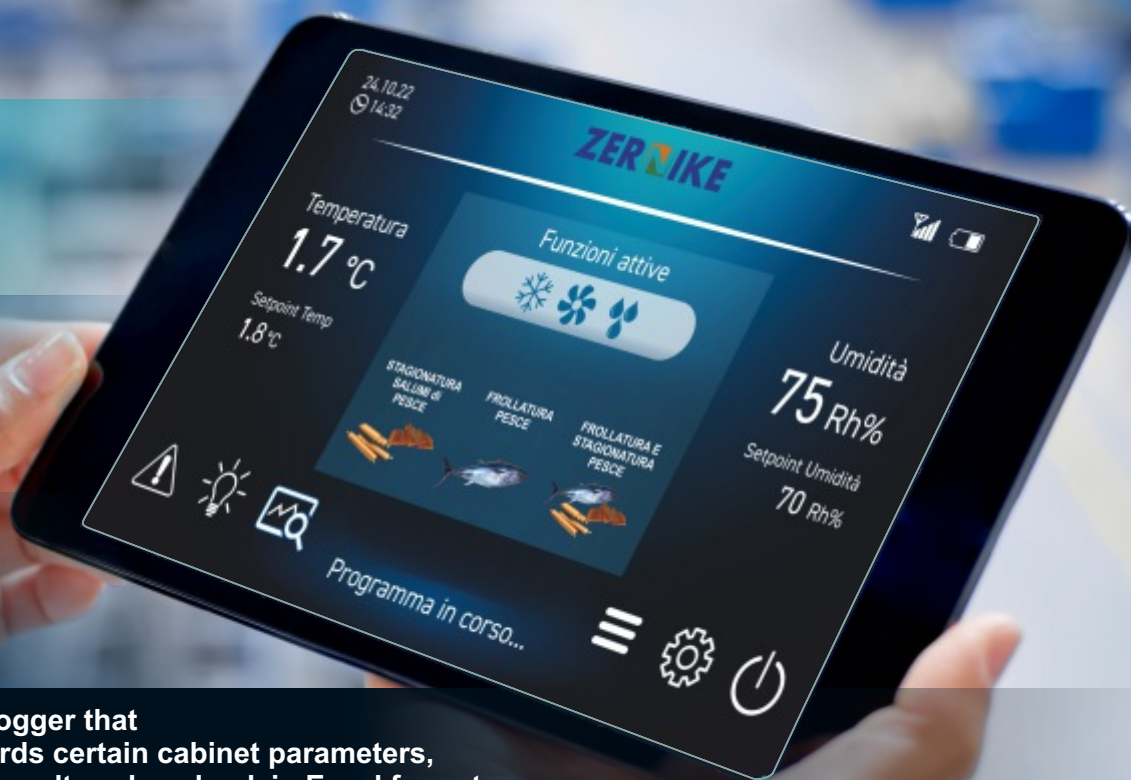 24.10.22
14:32
ZERNIKE
Temperatura
1.7 °C
Setpoint Temp
1.8 °C
Funzioni attive
STAGIONATURA
SALUMI di
PESCE
FROLLATURA
PESCE
FROLLATURA E
STAGIONATURA
PESCE
Umidità
75 Rh%
Setpoint Umidità
70 Rh%
Programma in corso...
ogger that
rds certain cabinet parameters,